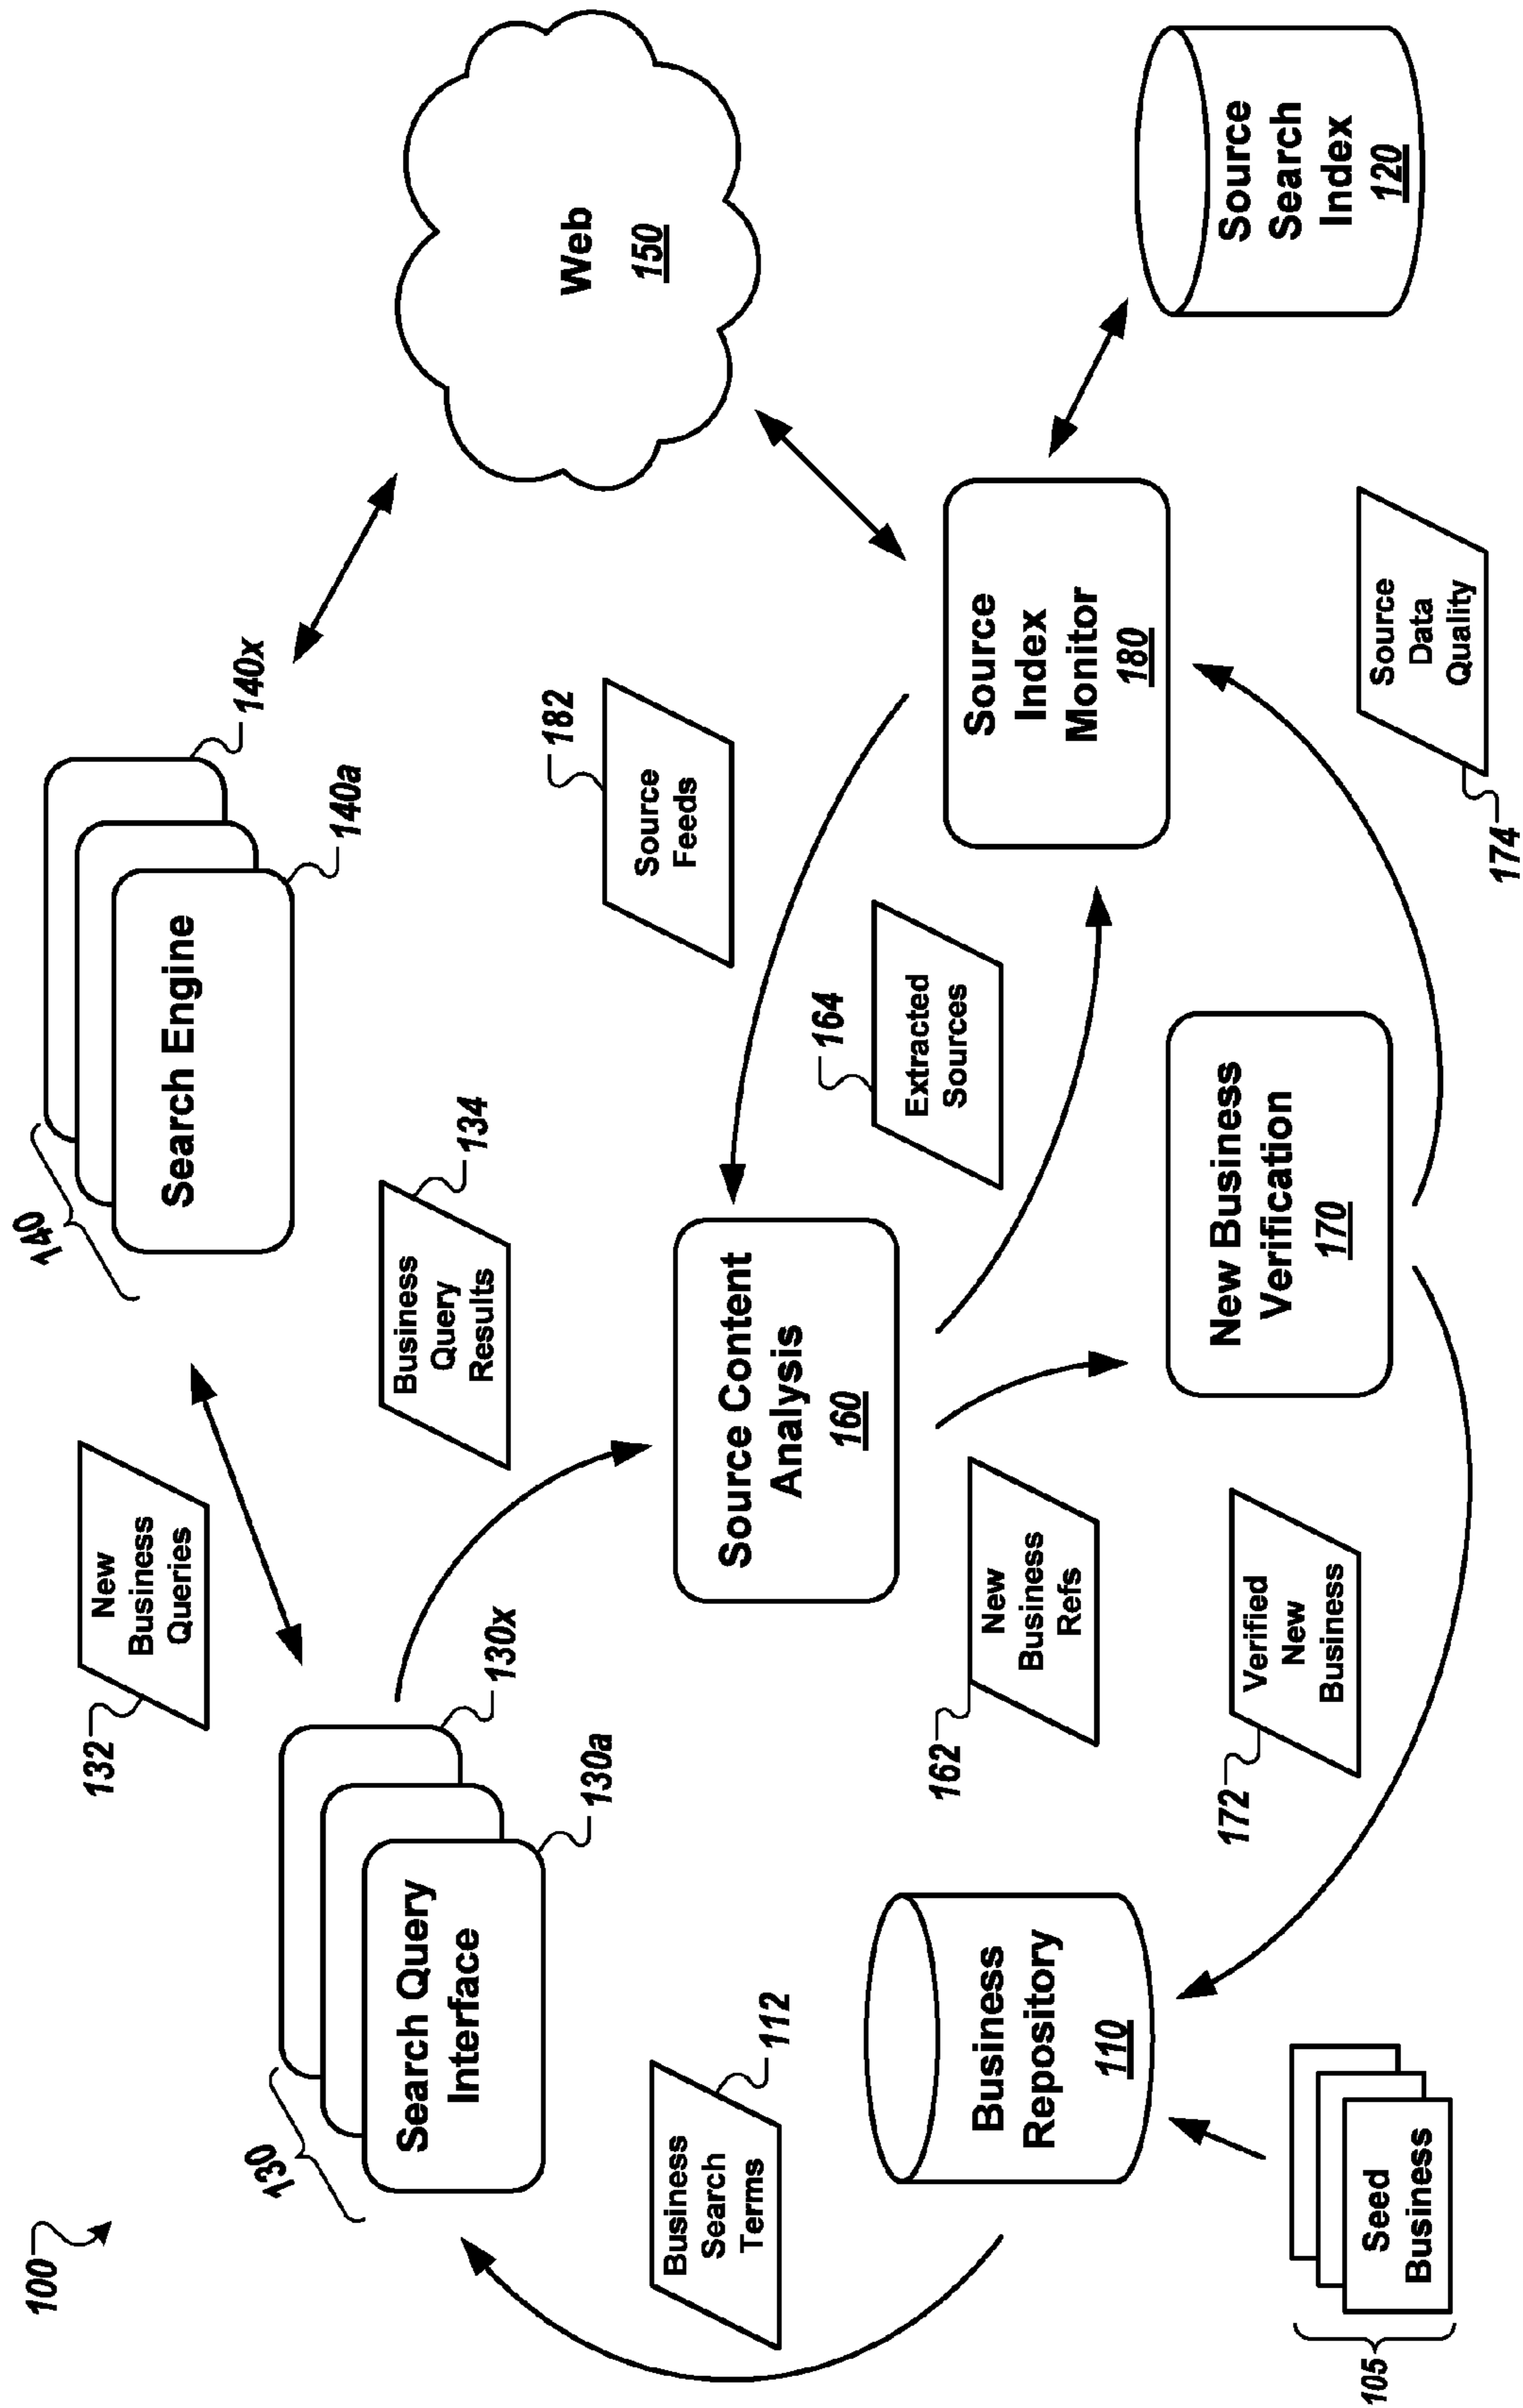 100
130
Search Query
Interface
130a
130x
132
New
Business
Queries
140
Search Engine
140a
140x
Business
Query
Results
134
Web
150
Business
Search
Terms
112
Source Content
Analysis
160
182
Source
Feeds
164
Extracted
Sources
Source
Index
Monitor
180
Source
Search
Index
120
Business
Repository
110
162
New
Business
Refs
172
Verified
New
Business
New Business
Verification
170
174
Source
Data
Quality
105
Seed
Business